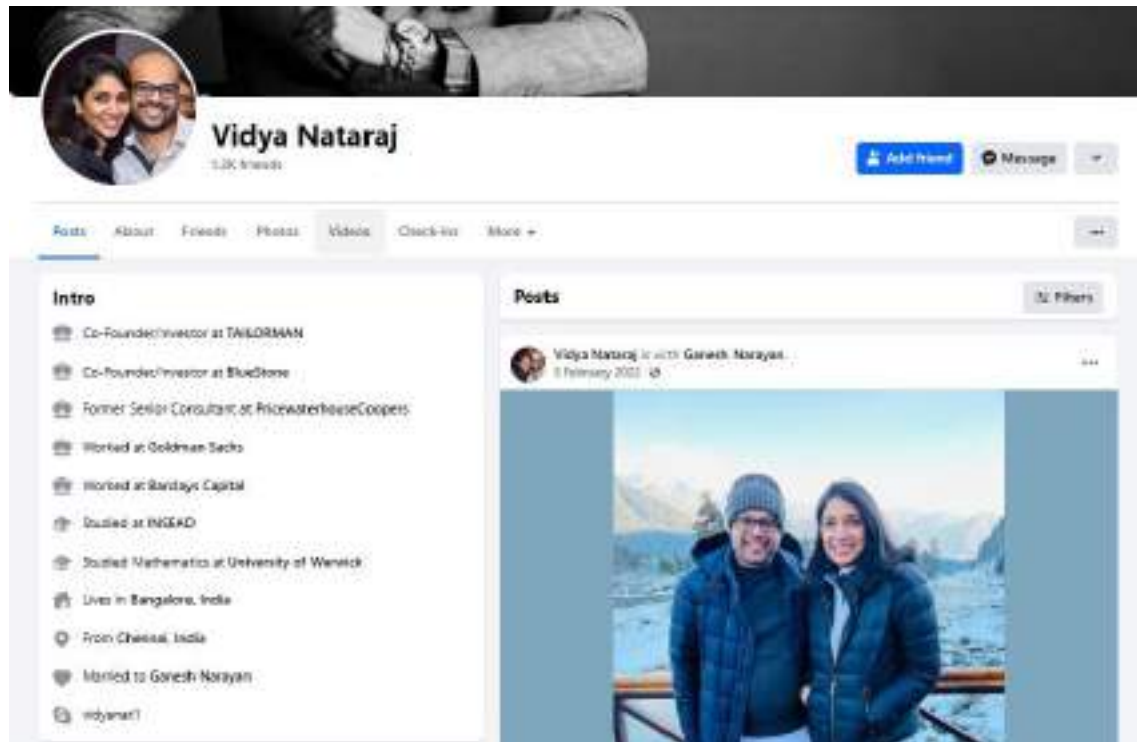 Vidya Nataraj
friends
Add friend
Message
Posts About Friends Photos Videos Check-ins More
Intro
Co-Founder/Investor at TAILORMAN
Co-Founder/Investor at BlueStone
Former Senior Consultant at PricewaterhouseCoopers
Worked at Goldman Sachs
Worked at Barclays Capital
Studied at INSEAD
Studied Mathematics at University of Warwick
Lives in Bangalore, India
From Chennai, India
Married to Ganesh Narayan
Posts
Filters
Vidya Nataraj is with Ganesh Narayan.
February 2022